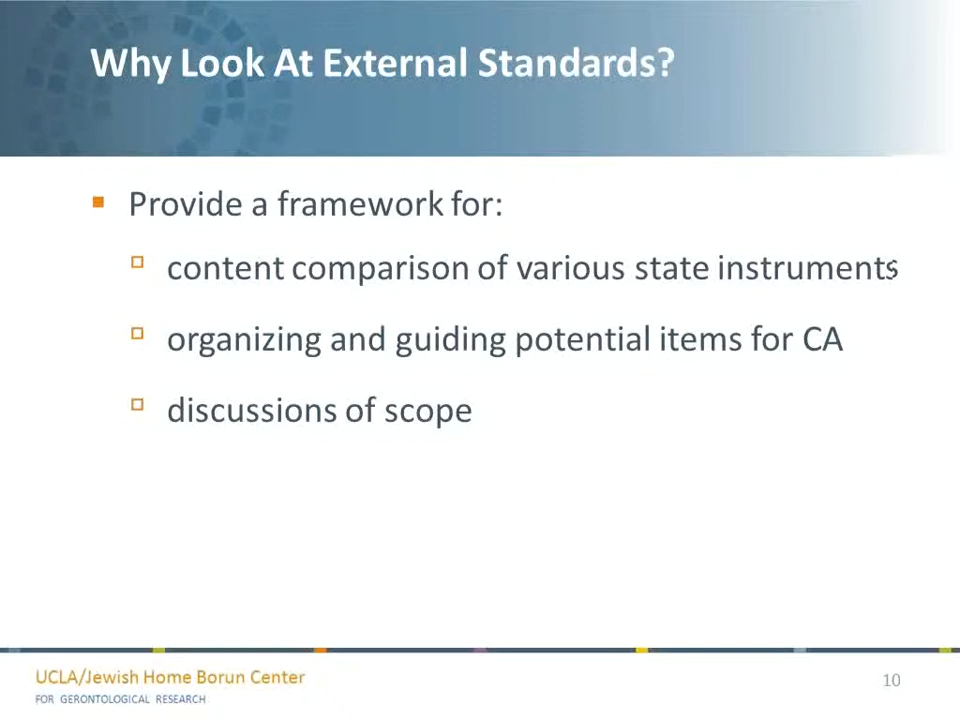 Why Look At External Standards?
Provide a framework for:
content comparison of various state instruments
organizing and guiding potential items for CA
discussions of scope
UCLA/Jewish Home Borun Center
FOR GERONTOLOGICAL RESEARCH
10